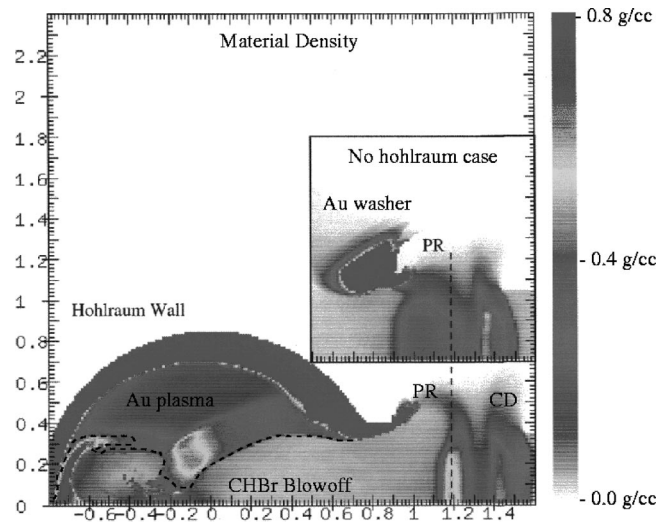 Material Density
0.8 g/cc
0.4 g/cc
0.0 g/cc
2.2
2
1.8
1.6
1.4
1.2
1
0.8
0.6
0.4
0.2
0
No hohlraum case
Au washer
PR
Hohlraum Wall
Au plasma
PR
CD
CHBr Blowoff
-0.6 -0.4 -0.2 0 0.2 0.4 0.6 0.8 1 1.2 1.4